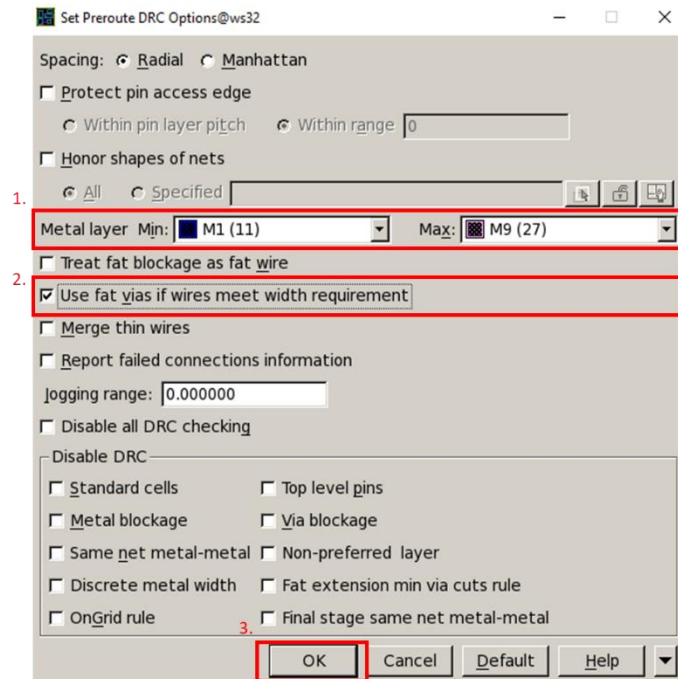 Set Preroute DRC Options@ws32
Spacing: Radial Manhattan
Protect pin access edge
Within pin layer pitch Within range 0
Honor shapes of nets
All Specified
1.
Metal layer Min: M1 (11) Max: M9 (27)
Treat fat blockage as fat wire
2.
Use fat vias if wires meet width requirement
Merge thin wires
Report failed connections information
Jogging range: 0.000000
Disable all DRC checking
Disable DRC
Standard cells Top level pins
Metal blockage Via blockage
Same net metal-metal Non-preferred layer
Discrete metal width Fat extension min via cuts rule
OnGrid rule Final stage same net metal-metal
3.
OK Cancel Default Help